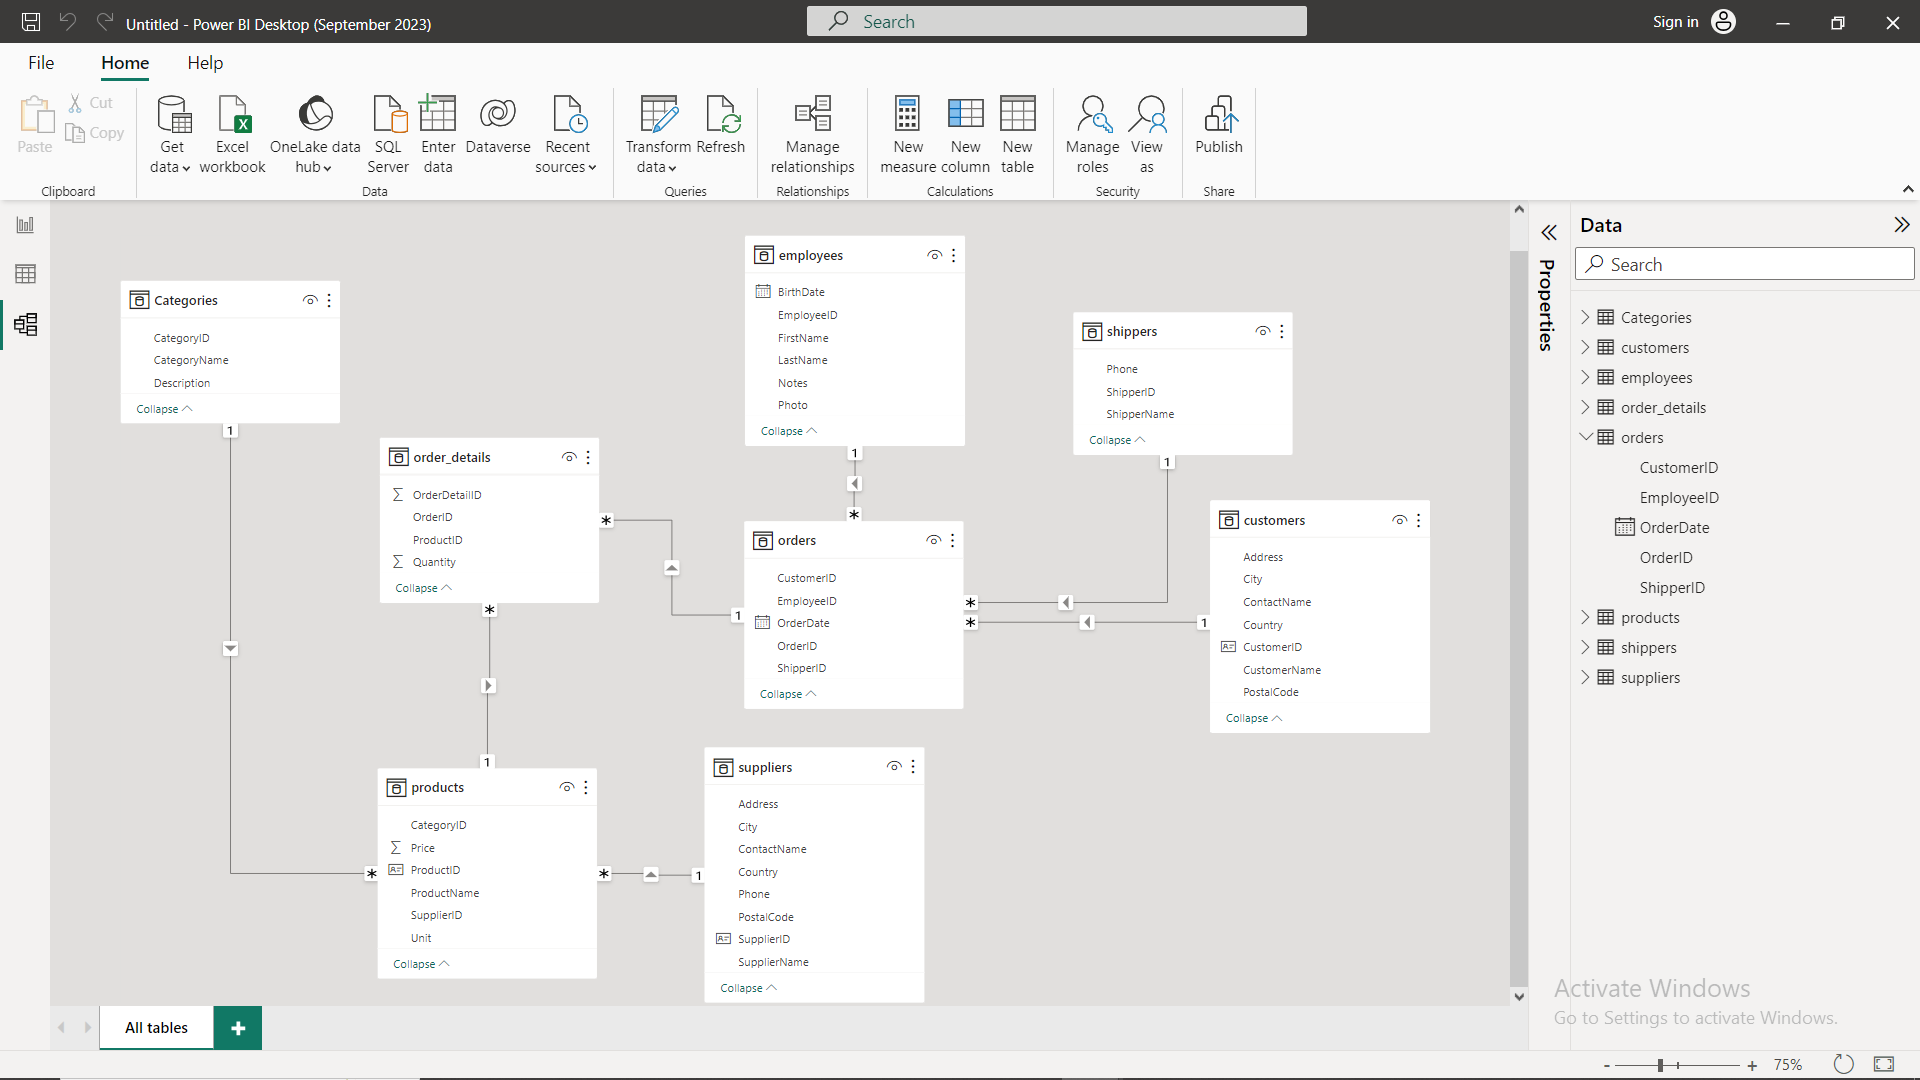 Untitled - Power BI Desktop (September 2023)
Search
Sign in
File
Home
Help
Paste
Cut
Copy
Clipboard
Get data
Excel workbook
OneLake data hub
SQL Server
Enter data
Dataverse
Recent sources
Data
Transform data
Refresh
Queries
Manage relationships
Relationships
New measure
New column
New table
Calculations
Manage roles
View as
Security
Publish
Share
Categories
CategoryID
CategoryName
Description
Collapse
1
*
order_details
OrderDetailID
OrderID
ProductID
Quantity
Collapse
*
*
1
1
products
CategoryID
Price
ProductID
ProductName
SupplierID
Unit
Collapse
*
1
employees
BirthDate
EmployeeID
FirstName
LastName
Notes
Photo
Collapse
1
*
orders
CustomerID
EmployeeID
OrderDate
OrderID
ShipperID
Collapse
*
*
suppliers
Address
City
ContactName
Country
Phone
PostalCode
SupplierID
SupplierName
Collapse
shippers
Phone
ShipperID
ShipperName
Collapse
1
1
customers
Address
City
ContactName
Country
CustomerID
CustomerName
PostalCode
Collapse
Properties
Data
Search
Categories
customers
employees
order_details
orders
CustomerID
EmployeeID
OrderDate
OrderID
ShipperID
products
shippers
suppliers
Activate Windows
Go to Settings to activate Windows.
All tables
+
- + 75%